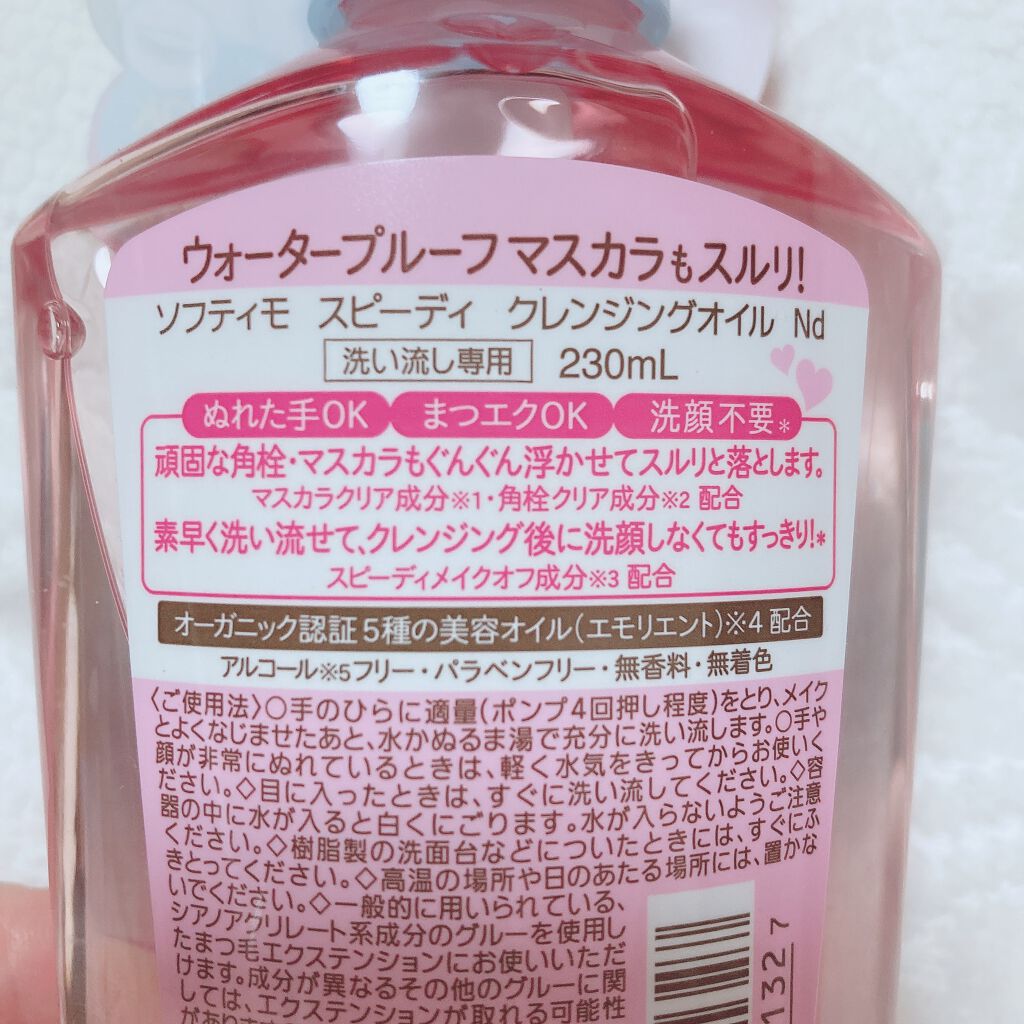 ウォータープルーフマスカラもスルリ!
ソフティモ スピーディ クレンジングオイル Nd
洗い流し専用 230mL
ぬれた手OK まつエクOK 洗顔不要*
頑固な角栓・マスカラもぐんぐん浮かせてスルリと落とします。
マスカラクリア成分※1・角栓クリア成分※2 配合
素早く洗い流せて、クレンジング後に洗顔しなくてもすっきり!*
スピーディメイクオフ成分※3 配合
オーガニック認証5種の美容オイル(エモリエント)※4配合
アルコール※5フリー・パラベンフリー・無香料・無着色
〈ご使用法〉○手のひらに適量(ポンプ4回押し程度)をとり、メイク
とよくなじませたあと、水かぬるま湯で充分に洗い流します。○手や
顔が非常にぬれているときは、軽く水気をきってからお使いく
ださい。◇目に入ったときは、すぐに洗い流してください。◇容
器の中に水が入ると白くにごります。水が入らないようご注意
ください。◇樹脂製の洗面台などについたときには、すぐにふ
きとってください。◇高温の場所や日のあたる場所には、置かな
いでください。◇一般的に用いられている、
シアノアクリレート系成分のグルーを使用し
たまつ毛エクステンションにお使いいただ
けます。成分が異なるその他のグルーに関
しては、エクステンションが取れる可能性
がありま
132 7